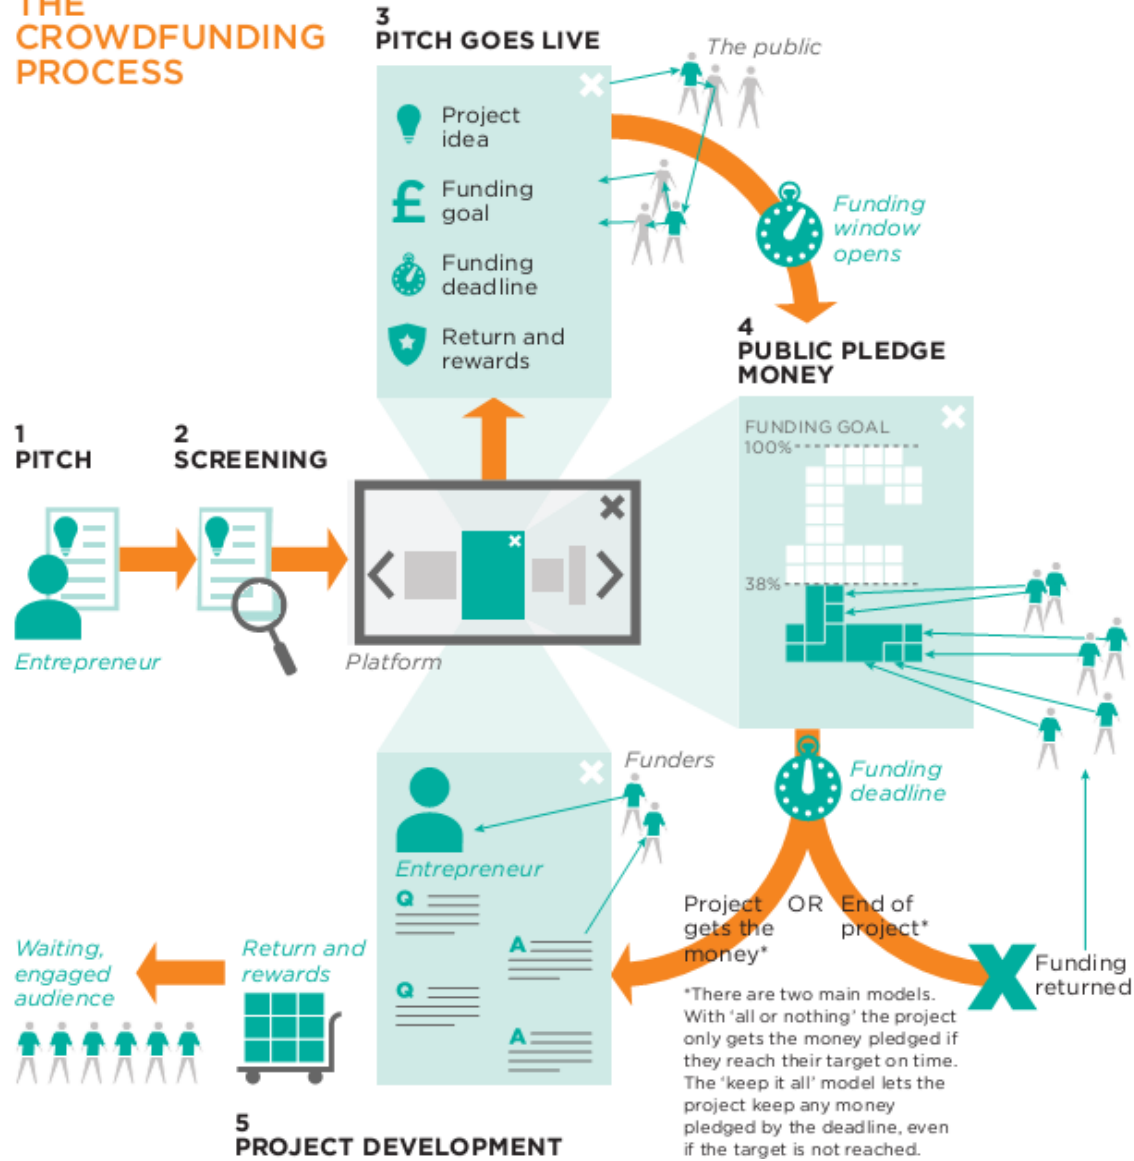 THE
CROWDFUNDING
PROCESS
1
PITCH
Entrepreneur
2
SCREENING
Platform
3
PITCH GOES LIVE
Project
idea
£
Funding
goal
Funding
deadline
Return and
rewards
The public
Funding
window
opens
4
PUBLIC PLEDGE
MONEY
FUNDING GOAL
100%
38%
Funding
deadline
Project
gets the
money*
OR
End of
project*
Funding
returned
*There are two main models.
With ‘all or nothing’ the project
only gets the money pledged if
they reach their target on time.
The ‘keep it all’ model lets the
project keep any money
pledged by the deadline, even
if the target is not reached.
Funders
Entrepreneur
Q
A
Q
A
Return and
rewards
Waiting,
engaged
audience
5
PROJECT DEVELOPMENT